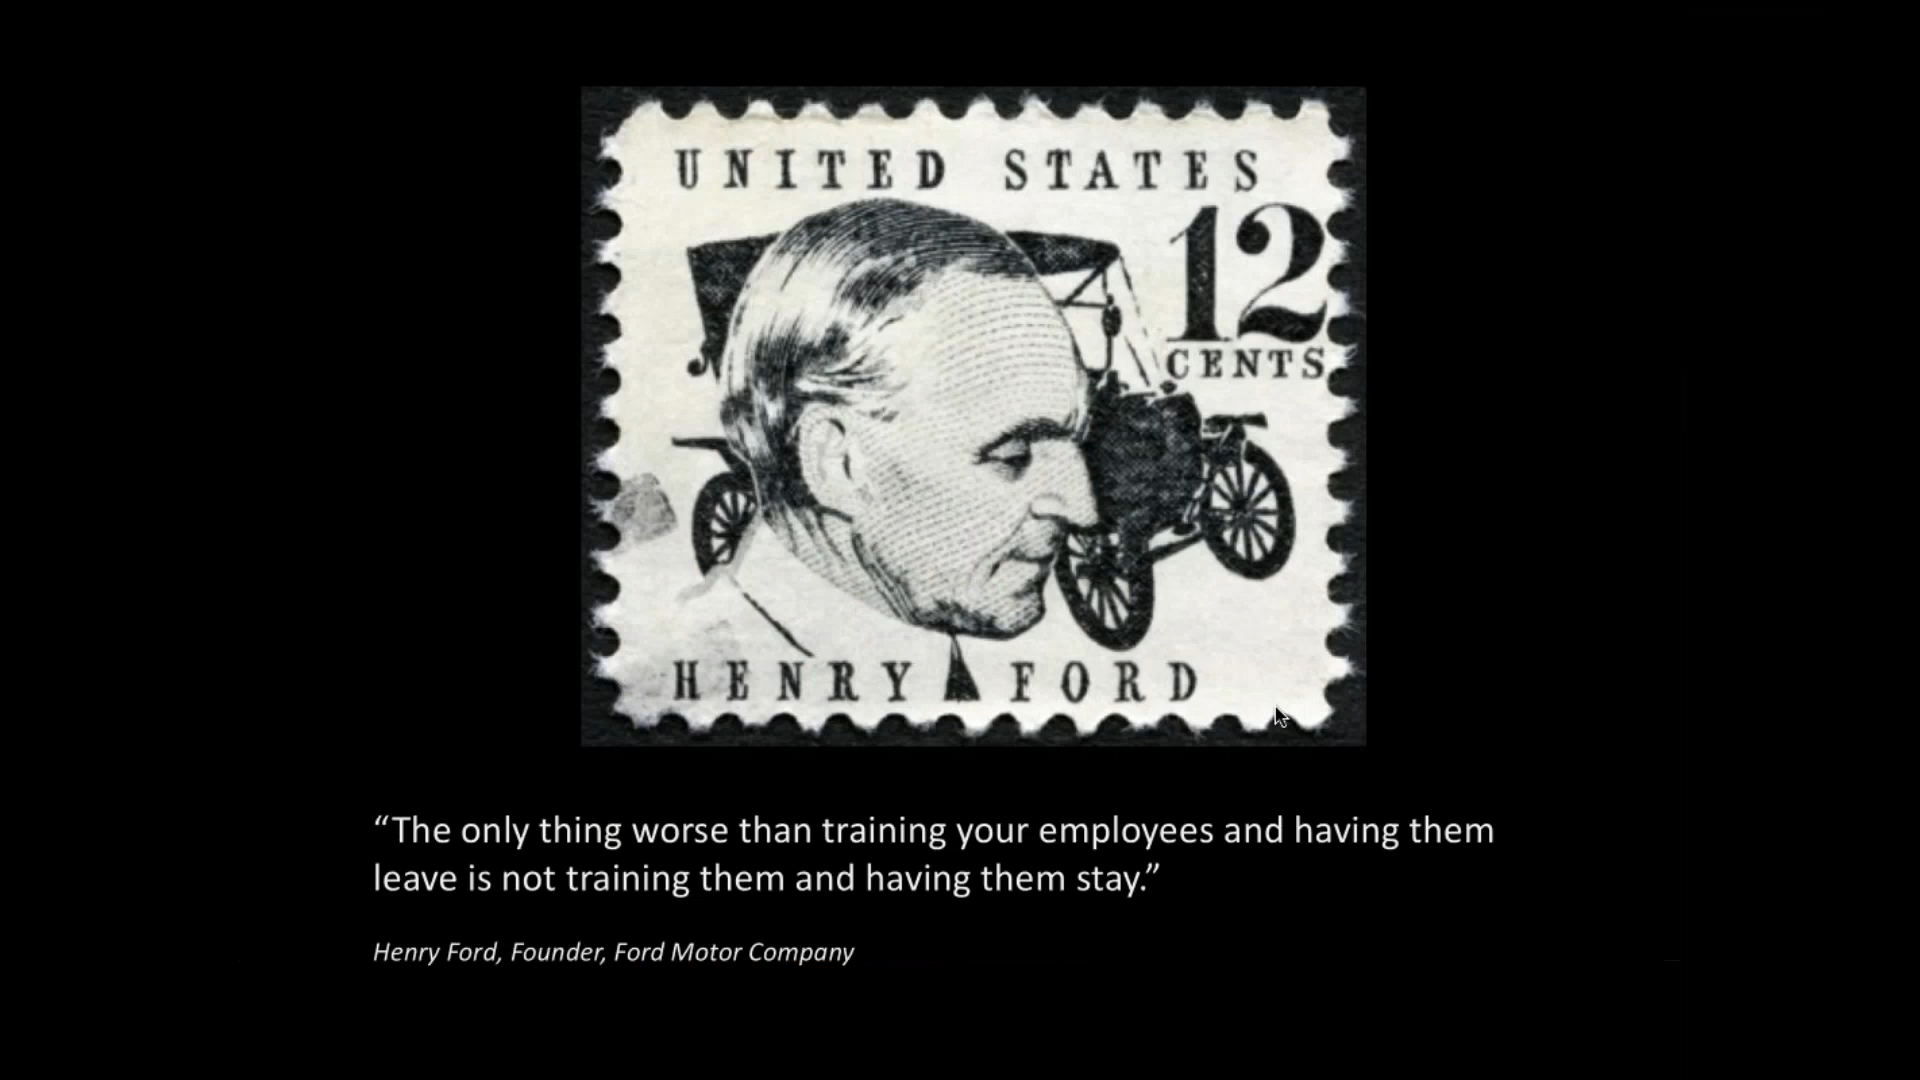 UNITED STATES
12
CENTS
HENRY FORD
“The only thing worse than training your employees and having them
leave is not training them and having them stay.”
Henry Ford, Founder, Ford Motor Company